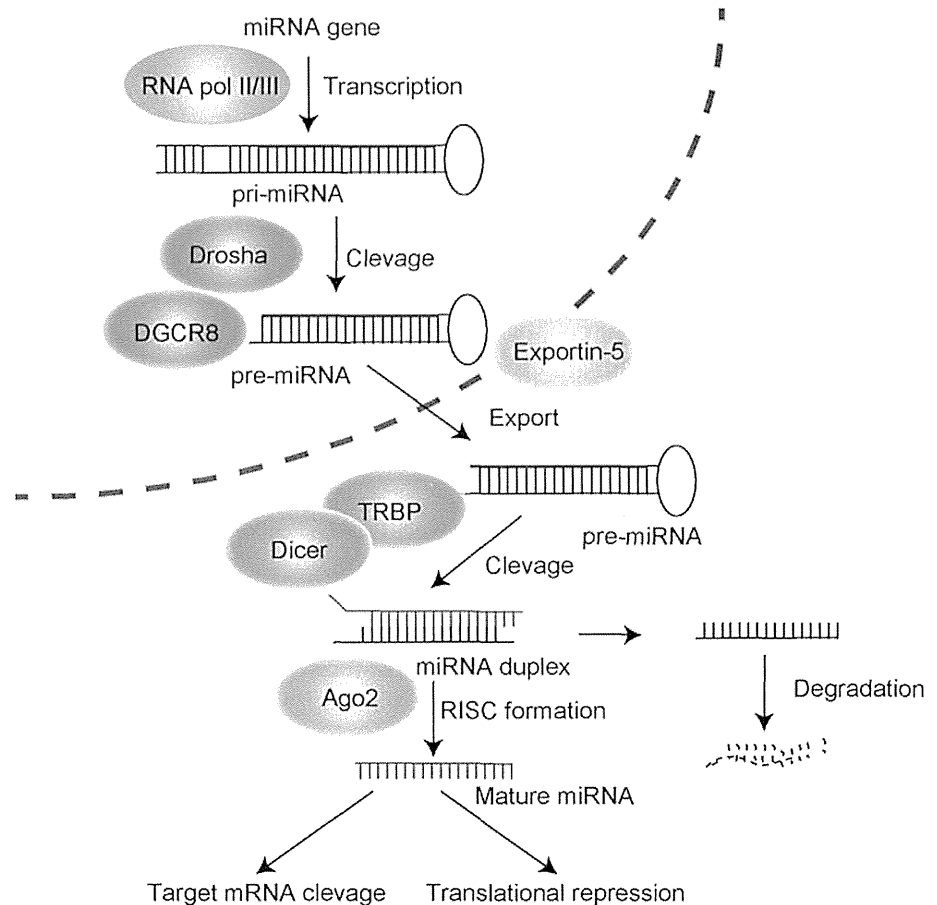 miRNA gene
RNA pol II/III
Transcription
pri-miRNA
Drosha
Clevage
DGCR8
pre-miRNA
Exportin-5
Export
TRBP
pre-miRNA
Dicer
Clevage
miRNA duplex
Ago2
RISC formation
Degradation
Mature miRNA
Target mRNA clevage
Translational repression